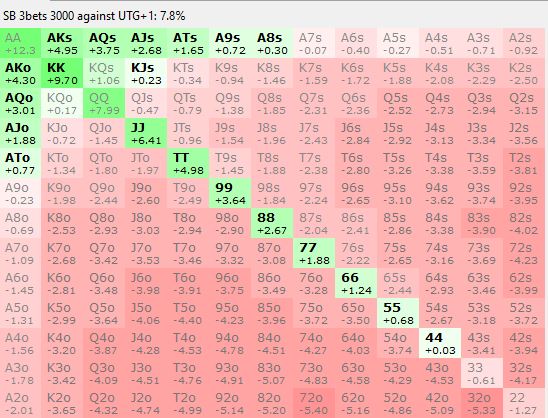 SB 3bets 3000 against UTG+1: 7.8%
AA AKs AQs AJs ATs A9s A8s A7s A6s A5s A4s A3s A2s
+12.3 +4.95 +3.75 +2.68 +1.65 +0.72 +0.30 -0.07 -0.40 -0.27 -0.51 -0.71 -0.92
AKo KK KQs KJs KTs K9s K8s K7s K6s K5s K4s K3s K2s
+4.30 +9.70 +1.06 +0.23 -0.34 -0.94 -1.46 -1.59 -1.72 -1.88 -2.08 -2.29 -2.50
AQo KQo QQ QJs QTs Q9s Q8s Q7s Q6s Q5s Q4s Q3s Q2s
+3.01 +0.17 +7.99 -0.47 -0.79 -1.38 -1.85 -2.31 -2.36 -2.52 -2.73 -2.94 -3.15
AJo KJo QJo JJ JTs J9s J8s J7s J6s J5s J4s J3s J2s
+1.88 -0.72 -1.45 +6.41 -0.96 -1.54 -1.96 -2.43 -2.84 -2.92 -3.13 -3.34 -3.56
ATo KTo QTo JTo TT T9s T8s T7s T6s T5s T4s T3s T2s
+0.77 -1.34 -1.80 -1.97 +4.98 -1.45 -1.88 -2.38 -2.80 -3.26 -3.38 -3.59 -3.81
A9o K9o Q9o J9o T9o 99 98s 97s 96s 95s 94s 93s 92s
-0.23 -1.98 -2.44 -2.60 -2.49 +3.64 -1.84 -2.24 -2.65 -3.10 -3.62 -3.74 -3.95
A8o K8o Q8o J8o T8o 98o 88 87s 86s 85s 84s 83s 82s
-0.69 -2.53 -2.93 -3.03 -2.94 -2.90 +2.67 -2.04 -2.41 -2.86 -3.38 -3.90 -4.02
A7o K7o Q7o J7o T7o 97o 87o 77 76s 75s 74s 73s 72s
-1.09 -2.68 -3.42 -3.53 -3.46 -3.32 -3.08 +1.88 -2.22 -2.65 -3.16 -3.69 -4.23
A6o K6o Q6o J6o T6o 96o 86o 76o 66 65s 64s 63s 62s
-1.45 -2.81 -3.48 -3.98 -3.91 -3.75 -3.49 -3.28 +1.24 -2.44 -2.93 -3.46 -3.99
A5o K5o Q5o J5o T5o 95o 85o 75o 65o 55 54s 53s 52s
-1.31 -2.99 -3.64 -4.06 -4.40 -4.23 -3.96 -3.72 -3.50 +0.68 -2.67 -3.18 -3.72
A4o K4o Q4o J4o T4o 94o 84o 74o 64o 54o 44 43s 42s
-1.56 -3.20 -3.87 -4.28 -4.53 -4.78 -4.51 -4.27 -4.03 -3.74 +0.03 -3.41 -3.94
A3o K3o Q3o J3o T3o 93o 83o 73o 63o 53o 43o 33 32s
-1.78 -3.42 -4.09 -4.51 -4.76 -4.91 -5.07 -4.83 -4.58 -4.29 -4.53 -0.61 -4.17
A2o K2o Q2o J2o T2o 92o 82o 72o 62o 52o 42o 32o 22
-2.01 -3.65 -4.32 -4.74 -4.99 -5.14 -5.20 -5.40 -5.16 -4.86 -5.09 -5.33 -1.27